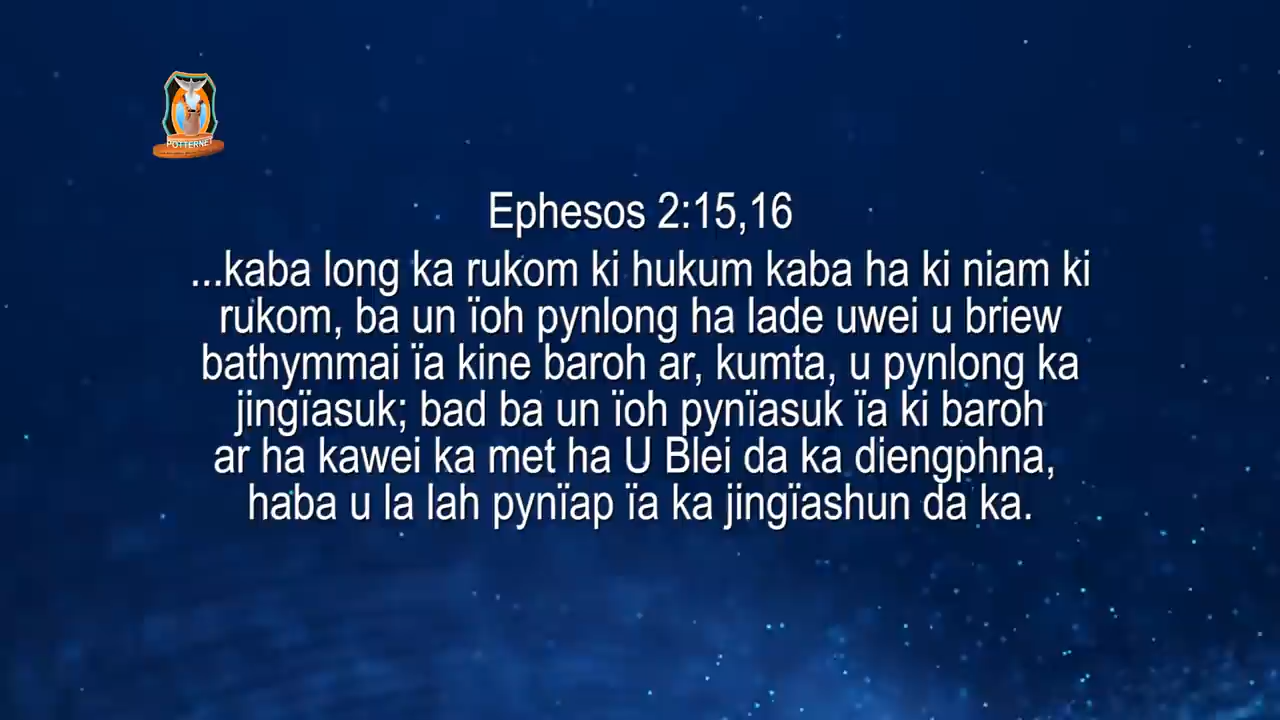 POTTERNET
Ephesos 2:15,16
...kaba long ka rukom ki hukum kaba ha ki niam ki
rukom, ba un ïoh pynlong ha lade uwei u briew
bathymmai ïa kine baroh ar, kumta, u pynlong ka
jingïasuk; bad ba un ïoh pynïasuk ïa ki baroh
ar ha kawei ka met ha U Blei da ka diengphna,
haba u la lah pynïap ïa ka jingïashun da ka.